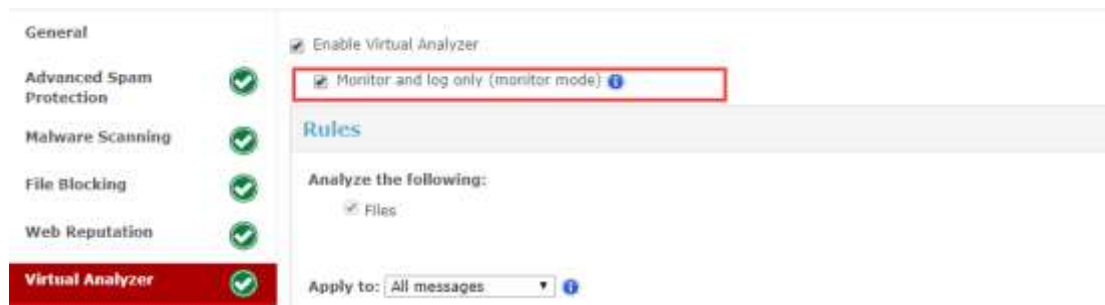 General
Advanced Spam
Protection
Malware Scanning
File Blocking
Web Reputation
Virtual Analyzer
Enable Virtual Analyzer
Monitor and log only (monitor mode)
Rules
Analyze the following:
Files
Apply to: All messages